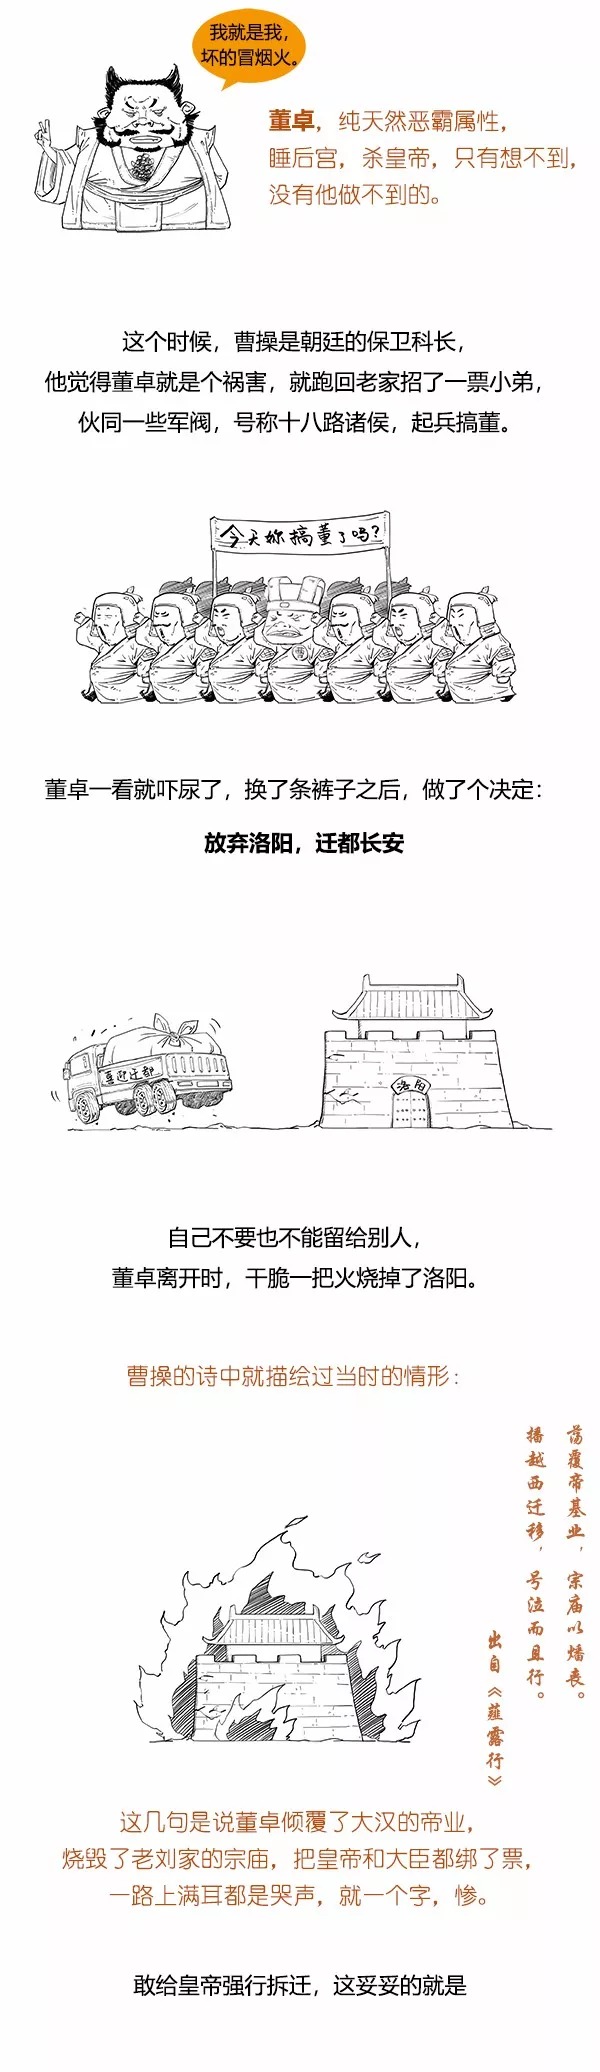 我就是我，
坏的冒烟火。
董卓，纯天然恶霸属性，
睡后宫，杀皇帝，只有想不到，
没有他做不到的。
这个时候，曹操是朝廷的保卫科长，
他觉得董卓就是个祸害，就跑回老家招了一票小弟，
伙同一些军阀，号称十八路诸侯，起兵搞董。
今天妳搞董了吗？
董卓一看就吓尿了，换了条裤子之后，做了个决定：
放弃洛阳，迁都长安
喜迎迁都
洛阳
自己不要也不能留给别人，
董卓离开时，干脆一把火烧掉了洛阳。
曹操的诗中就描绘过当时的情形：
荡覆帝基业，宗庙以燔丧。
播越西迁移，号泣而且行。
出自《薤露行》
这几句是说董卓倾覆了大汉的帝业，
烧毁了老刘家的宗庙，把皇帝和大臣都绑了票，
一路上满耳都是哭声，就一个字，惨。
敢给皇帝强行拆迁，这妥妥的就是